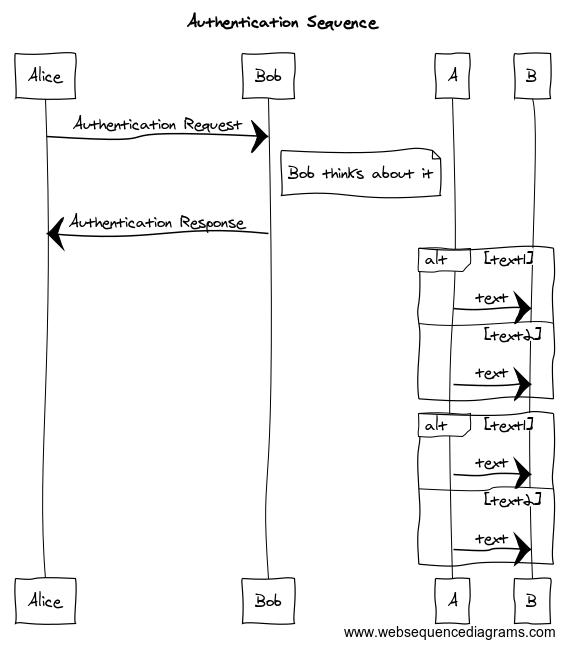 Authentication Sequence
Alice Bob A B
Authentication Request
Bob thinks about it
Authentication Response
alt [text1]
text
[text2]
text
alt [text1]
text
[text2]
text
Alice Bob A B
www.websequencediagrams.com